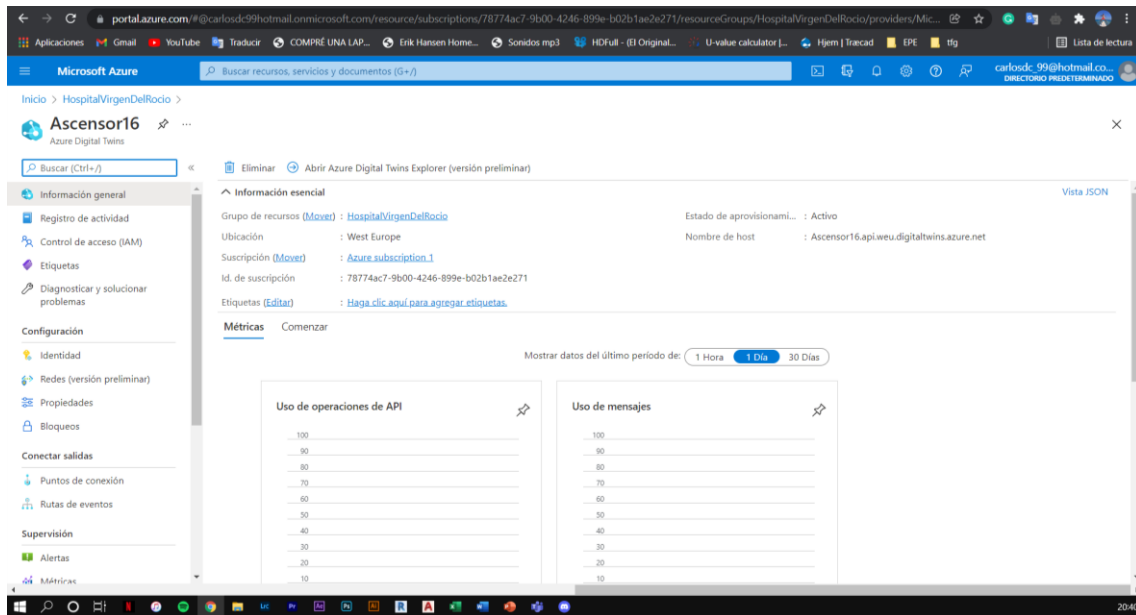 portal.azure.com/#@carlosdc99hotmail.onmicrosoft.com/resource/subscriptions/78774ac7-9b00-4246-899e-b02b1ae2e271/resourceGroups/HospitalVirgenDelRocio/providers/Mic...
Aplicaciones Gmail YouTube Traducir COMPRÉ UNA LAP... Erik Hansen Home... Sonidos mp3 HDFull - (El Original... U-value calculator |... Hjem | Træcad EPE tfg Lista de lectura
Microsoft Azure Buscar recursos, servicios y documentos (G+/) carlosdc_99@hotmail.co...
DIRECTORIO PREDETERMINADO
Inicio > HospitalVirgenDelRocio >
Ascensor16 ...
Azure Digital Twins
Buscar (Ctrl+/) « Eliminar Abrir Azure Digital Twins Explorer (versión preliminar)
Información general
Registro de actividad
Control de acceso (IAM)
Etiquetas
Diagnosticar y solucionar
problemas
Configuración
Identidad
Redes (versión preliminar)
Propiedades
Bloqueos
Conectar salidas
Puntos de conexión
Rutas de eventos
Supervisión
Alertas
Métricas
Información esencial Vista JSON
Grupo de recursos (Mover) : HospitalVirgenDelRocio
Ubicación : West Europe
Suscripción (Mover) : Azure subscription 1
Id. de suscripción : 78774ac7-9b00-4246-899e-b02b1ae2e271
Etiquetas (Editar) : Haga clic aquí para agregar etiquetas.
Estado de aprovisionami... : Activo
Nombre de host : Ascensor16.api.weu.digitaltwins.azure.net
Métricas Comenzar
Mostrar datos del último período de: 1 Hora 1 Día 30 Días
Uso de operaciones de API
100
90
80
70
60
50
40
30
20
10
Uso de mensajes
100
90
80
70
60
50
40
30
20
10
LrC Pr Ae Ps Ai R A
20:40